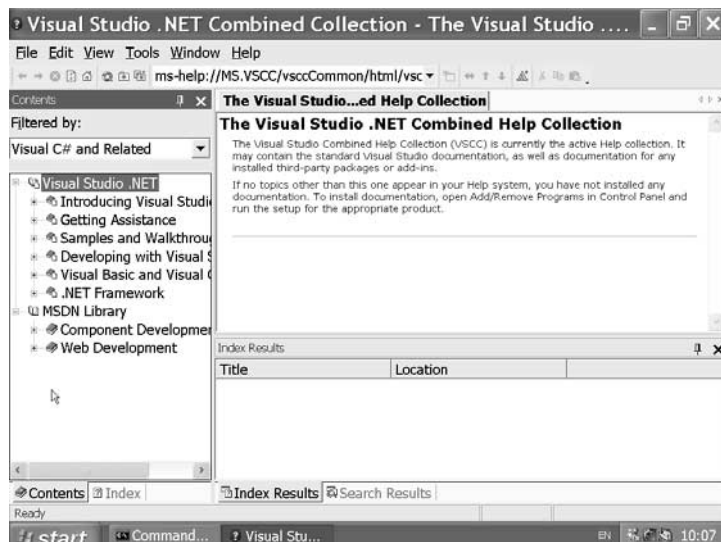 Visual Studio .NET Combined Collection - The Visual Studio ....
File Edit View Tools Window Help
ms-help://MS.VSCC/vsccCommon/html/vsc
Contents
The Visual Studio...ed Help Collection
Filtered by:
Visual C# and Related
Visual Studio .NET
Introducing Visual Studi
Getting Assistance
Samples and Walkthrou
Developing with Visual S
Visual Basic and Visual C
.NET Framework
MSDN Library
Component Developmer
Web Development
The Visual Studio .NET Combined Help Collection
The Visual Studio Combined Help Collection (VSCC) is currently the active Help collection. It
may contain the standard Visual Studio documentation, as well as documentation for any
installed third-party packages or add-ins.
If no topics other than this one appear in your Help system, you have not installed any
documentation. To install documentation, open Add/Remove Programs in Control Panel and
run the setup for the appropriate product.
Index Results
Title Location
Contents Index
Index Results Search Results
Ready
start Command... Visual Stu... EN 10:07